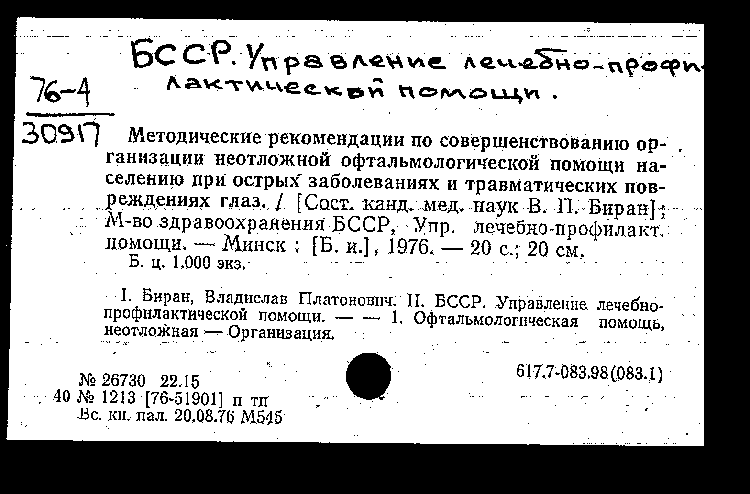 БССР. Управление лечебно-профи
лактической помощи.
76-4
30917
Методические рекомендации по совершенствованию ор-
ганизации неотложной офтальмологической помощи на-
селению при острых заболеваниях и травматических пов-
реждениях глаз. / [Сост. канд. мед. наук В. П. Биран];
М-во здравоохранения БССР, Упр. лечебно-профилакт.
помощи. — Минск : [Б. и.], 1976. — 20 с.; 20 см.
Б. ц. 1.000 экз.
I. Биран, Владислав Платонович. II. БССР. Управление лечебно-
профилактической помощи. — — 1. Офтальмологическая помощь,
неотложная — Организация.
617.7-083.98(083.1)
№ 26730 22.15
40 № 1213 [76-51901] п тп
Вс. кн. пал. 20.08.76 М545